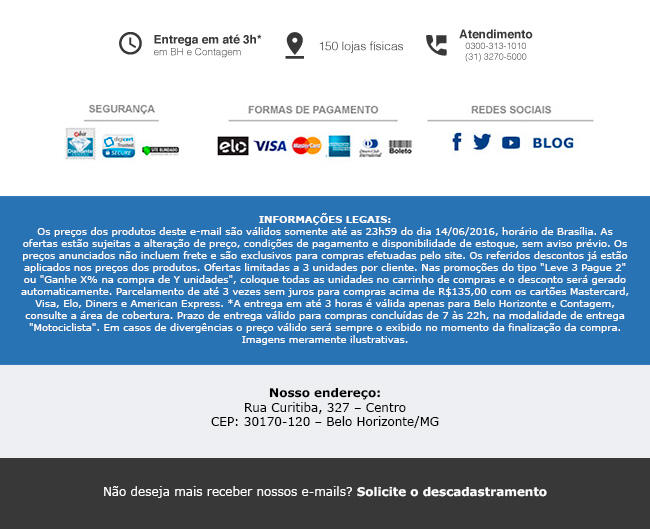 Entrega em até 3h*
em BH e Contagem
150 lojas físicas
Atendimento
0300-313-1010
(31) 3270-5000
SEGURANÇA
FORMAS DE PAGAMENTO
REDES SOCIAIS
Diamante
digicert
Trusted
SECURE
SITE BLINDADO
elo
VISA
MasterCard
AMERICAN EXPRESS
Diners Club
International
Boleto
BLOG
INFORMAÇÕES LEGAIS:
Os preços dos produtos deste e-mail são válidos somente até as 23h59 do dia 14/06/2016, horário de Brasília. As
ofertas estão sujeitas a alteração de preço, condições de pagamento e disponibilidade de estoque, sem aviso prévio. Os
preços anunciados não incluem frete e são exclusivos para compras efetuadas pelo site. Os referidos descontos já estão
aplicados nos preços dos produtos. Ofertas limitadas a 3 unidades por cliente. Nas promoções do tipo "Leve 3 Pague 2"
ou "Ganhe X% na compra de Y unidades", coloque todas as unidades no carrinho de compras e o desconto será gerado
automaticamente. Parcelamento de até 3 vezes sem juros para compras acima de R$135,00 com os cartões Mastercard,
Visa, Elo, Diners e American Express. *A entrega em até 3 horas é válida apenas para Belo Horizonte e Contagem,
consulte a área de cobertura. Prazo de entrega válido para compras concluídas de 7 às 22h, na modalidade de entrega
"Motociclista". Em casos de divergências o preço válido será sempre o exibido no momento da finalização da compra.
Imagens meramente ilustrativas.
Nosso endereço:
Rua Curitiba, 327 – Centro
CEP: 30170-120 – Belo Horizonte/MG
Não deseja mais receber nossos e-mails? Solicite o descadastramento